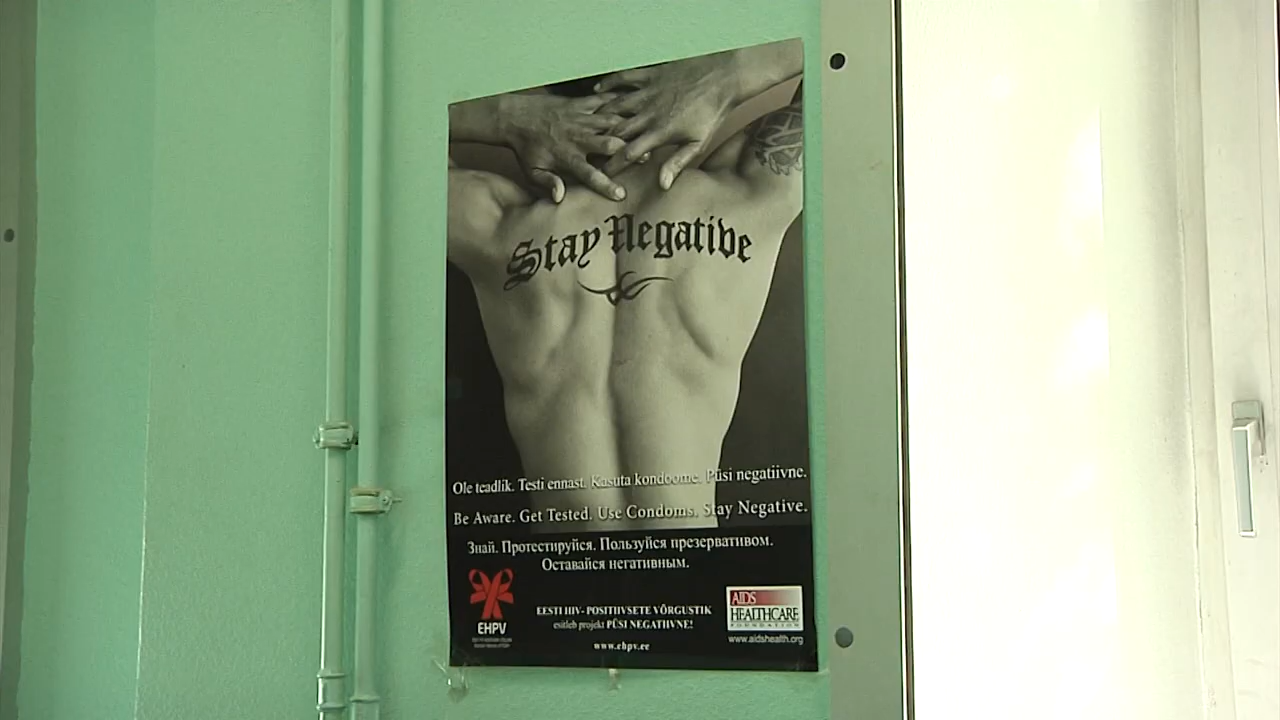 Stay Negative
Ole teadlik. Testi ennast. Kasuta kondoome. Püsi negatiivne.
Be Aware. Get Tested. Use Condoms. Stay Negative.
Знай. Протестируйся. Пользуйся презервативом.
Оставайся негативным.
EHPV
EESTI HIV-POSITIIVSETE VÕRGUSTIK
esitleb projekti PÜSI NEGATIIVNE!
www.ehpv.ee
AIDS
HEALTHCARE
FOUNDATION
www.aidshealth.org